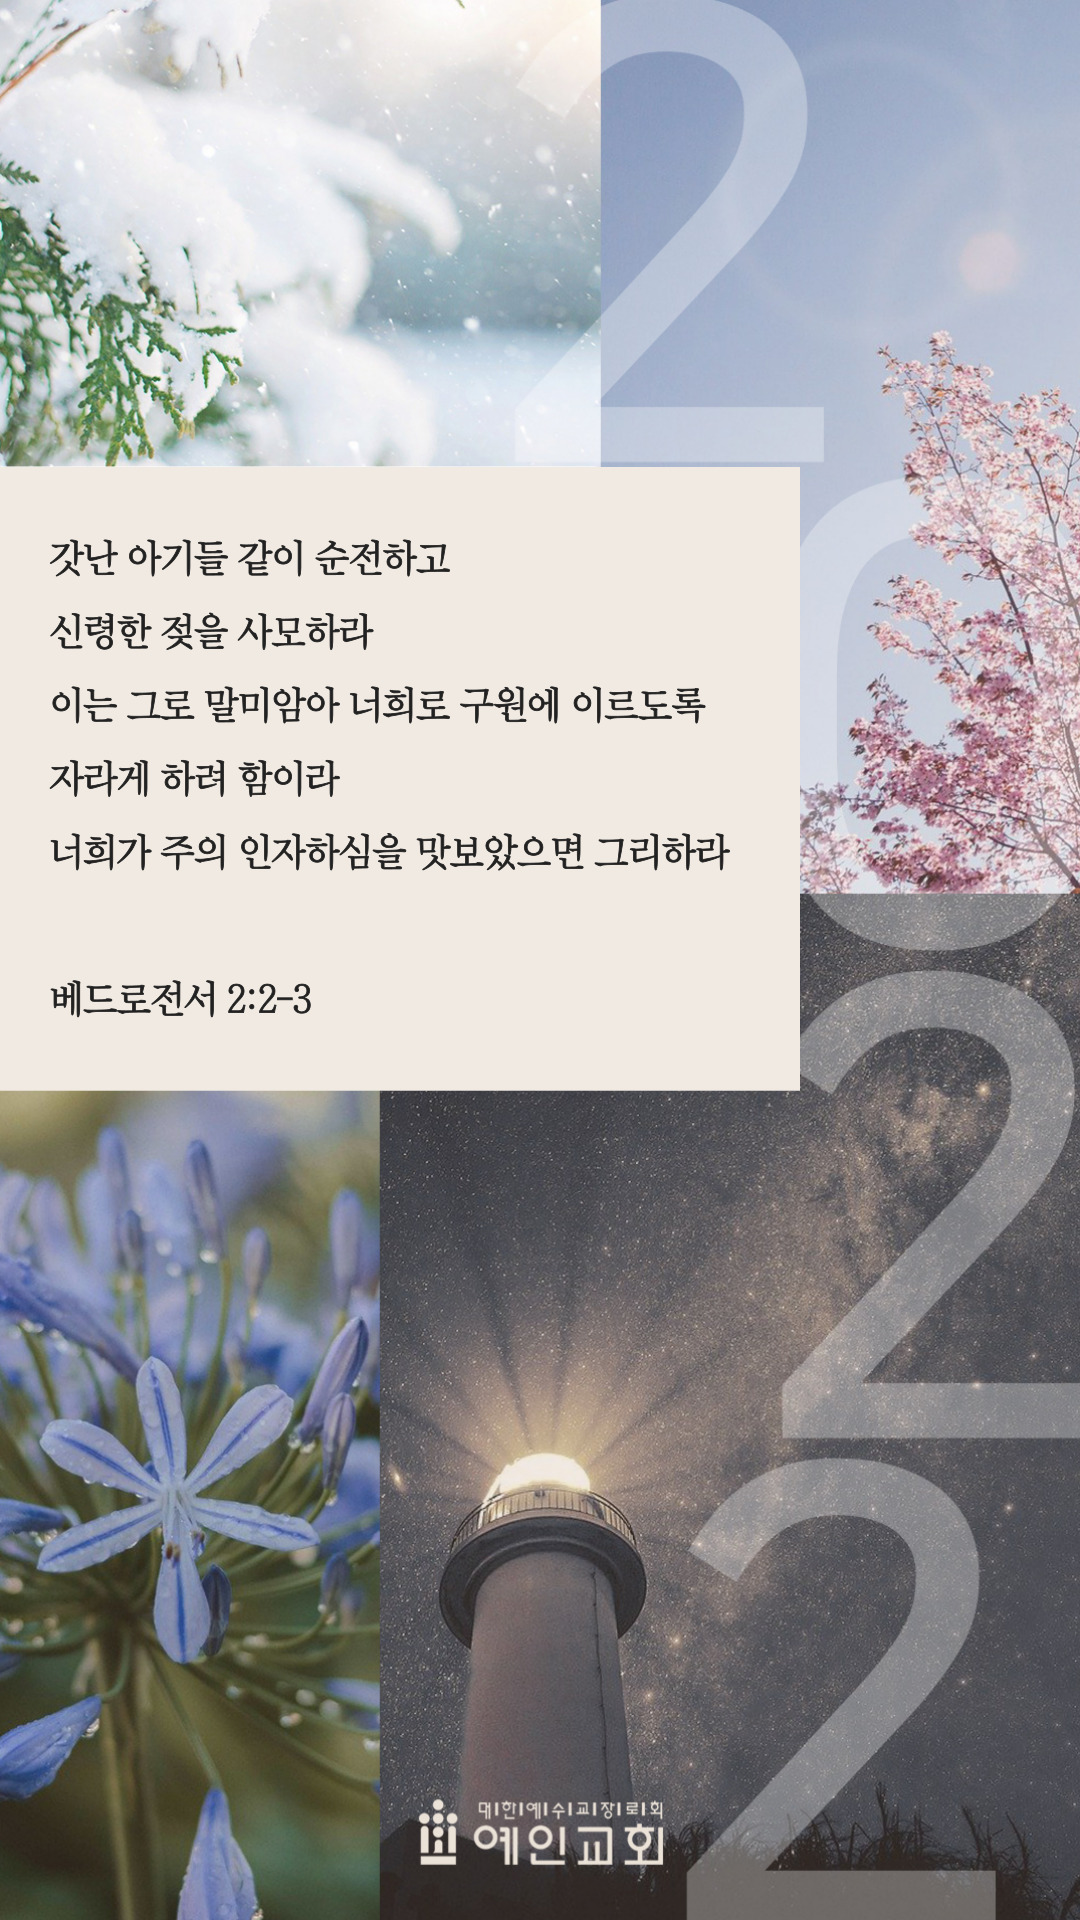 2
0
2
2
갓난 아기들 같이 순전하고
신령한 젖을 사모하라
이는 그로 말미암아 너희로 구원에 이르도록
자라게 하려 함이라
너희가 주의 인자하심을 맛보았으면 그리하라
베드로전서 2:2-3
대한예수교장로회
예인교회